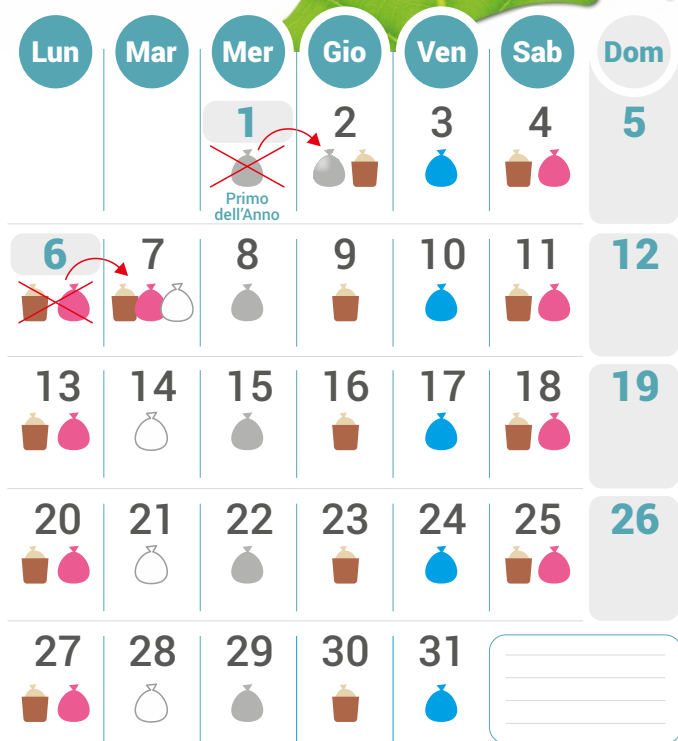 Lun Mar Mer Gio Ven Sab Dom
1 2 3 4 5
Primo
dell'Anno
6 7 8 9 10 11 12
13 14 15 16 17 18 19
20 21 22 23 24 25 26
27 28 29 30 31